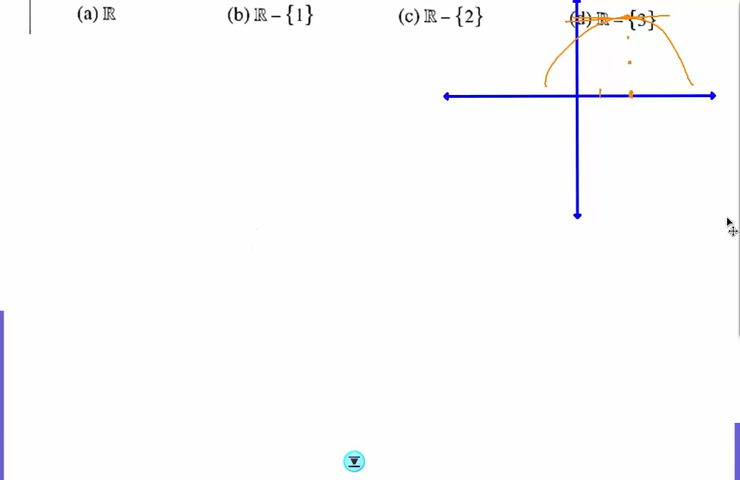 (a) ℝ (b) ℝ – {1} (c) ℝ – {2} (d) ℝ – {3}